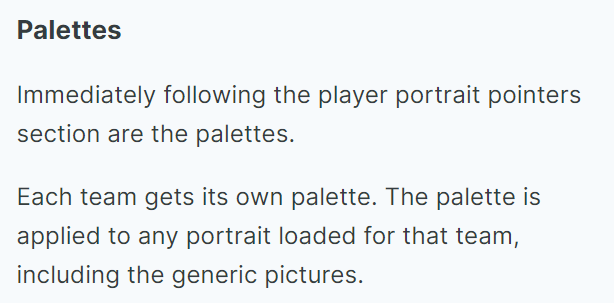 Palettes
Immediately following the player portrait pointers
section are the palettes.
Each team gets its own palette. The palette is
applied to any portrait loaded for that team,
including the generic pictures.